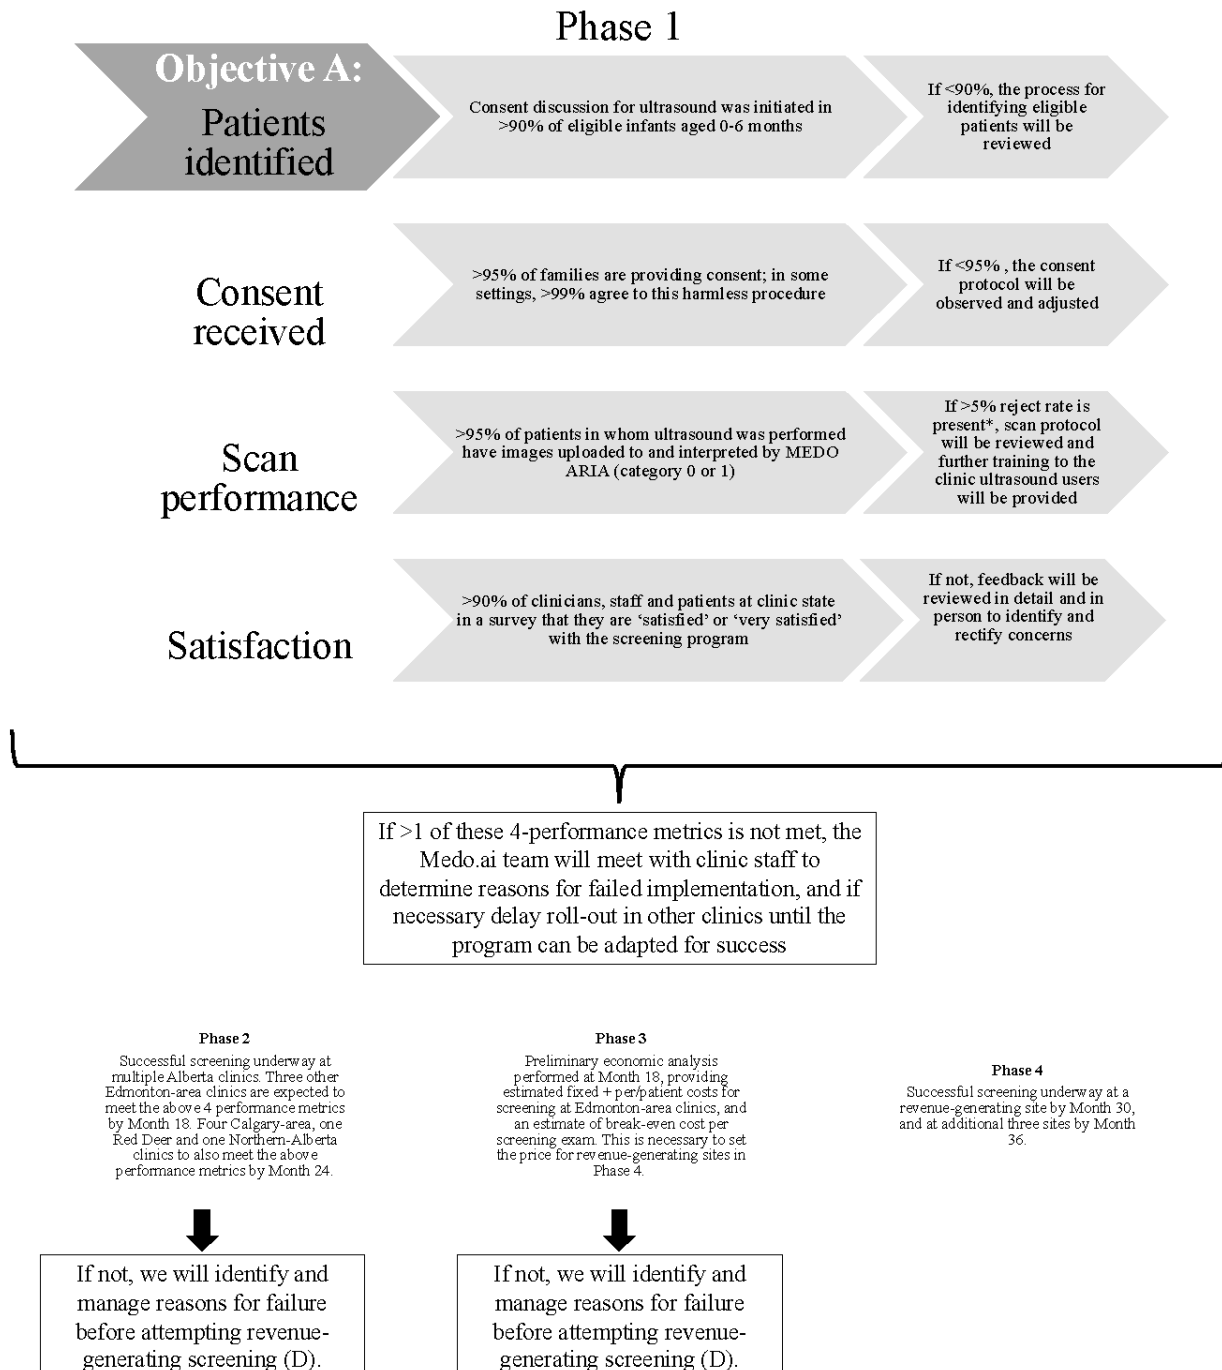 Phase 1
Objective A:
Patients
identified
Consent discussion for ultrasound was initiated in
>90% of eligible infants aged 0-6 months
If <90%, the process for
identifying eligible
patients will be
reviewed
Consent
received
>95% of families are providing consent; in some
settings, >99% agree to this harmless procedure
If <95% , the consent
protocol will be
observed and adjusted
Scan
performance
>95% of patients in whom ultrasound was performed
have images uploaded to and interpreted by MEDO
ARIA (category 0 or 1)
If >5% reject rate is
present*, scan protocol
will be reviewed and
further training to the
clinic ultrasound users
will be provided
Satisfaction
>90% of clinicians, staff and patients at clinic state
in a survey that they are ‘satisfied’ or ‘very satisfied’
with the screening program
If not, feedback will be
reviewed in detail and in
person to identify and
rectify concerns
If >1 of these 4-performance metrics is not met, the
Medo.ai team will meet with clinic staff to
determine reasons for failed implementation, and if
necessary delay roll-out in other clinics until the
program can be adapted for success
Phase 2
Successful screening underway at
multiple Alberta clinics. Three other
Edmonton-area clinics are expected to
meet the above 4 performance metrics
by Month 18. Four Calgary-area, one
Red Deer and one Northern-Alberta
clinics to also meet the above
performance metrics by Month 24.
If not, we will identify and
manage reasons for failure
before attempting revenue-
generating screening (D).
Phase 3
Preliminary economic analysis
performed at Month 18, providing
estimated fixed + per/patient costs for
screening at Edmonton-area clinics, and
an estimate of break-even cost per
screening exam. This is necessary to set
the price for revenue-generating sites in
Phase 4.
If not, we will identify and
manage reasons for failure
before attempting revenue-
generating screening (D).
Phase 4
Successful screening underway at a
revenue-generating site by Month 30,
and at additional three sites by Month
36.